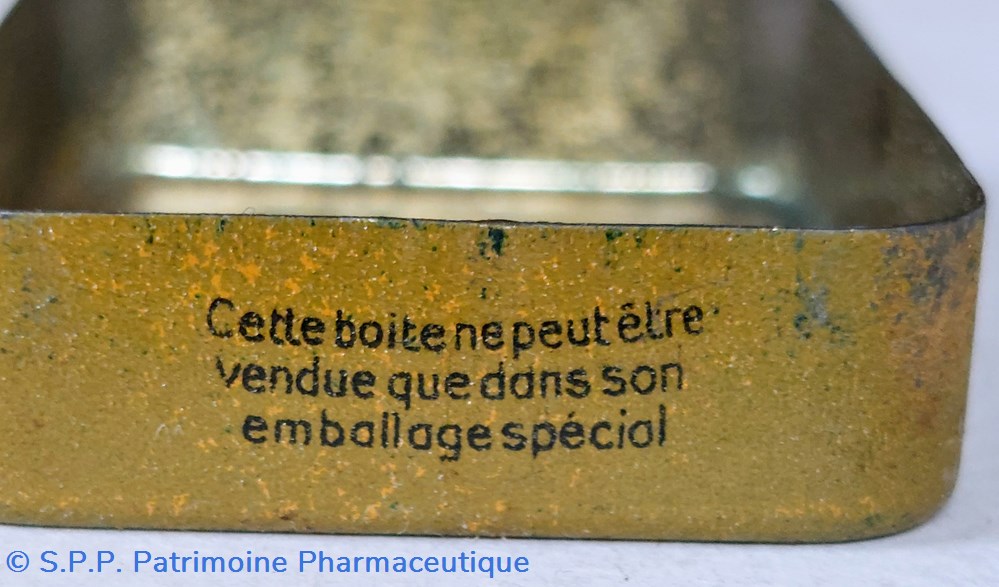 Cette boite ne peut être
vendue que dans son
emballage spécial
© S.P.P. Patrimoine Pharmaceutique